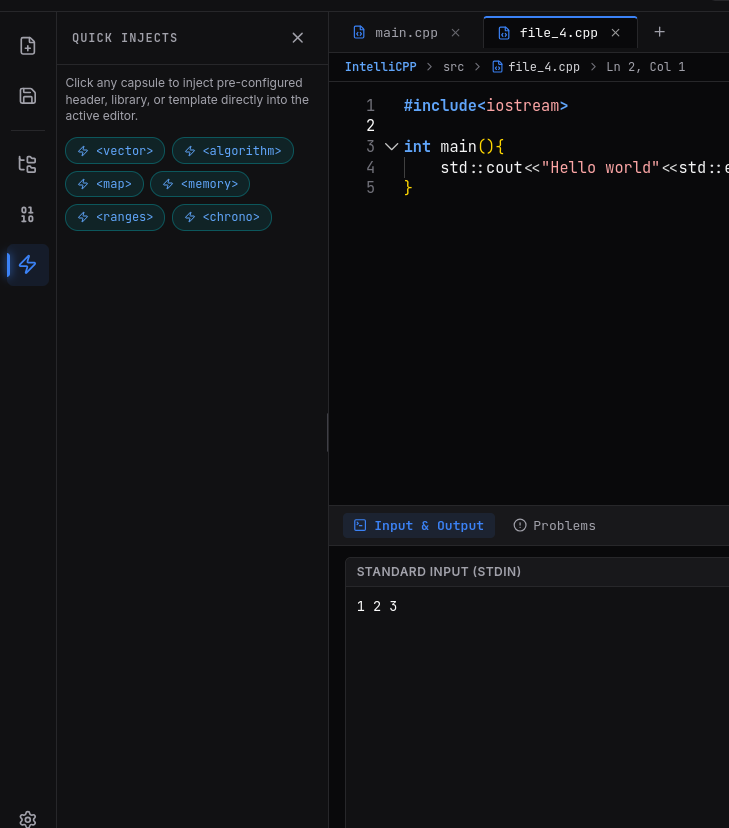 QUICK INJECTS
Click any capsule to inject pre-configured
header, library, or template directly into the
active editor.
<vector>
<algorithm>
<map>
<memory>
<ranges>
<chrono>
01
10
main.cpp
file_4.cpp
IntelliCPP > src > file_4.cpp > Ln 2, Col 1
1 #include<iostream>
2
3 int main(){
4 std::cout<<"Hello world"<<std::e
5 }
Input & Output
Problems
STANDARD INPUT (STDIN)
1 2 3